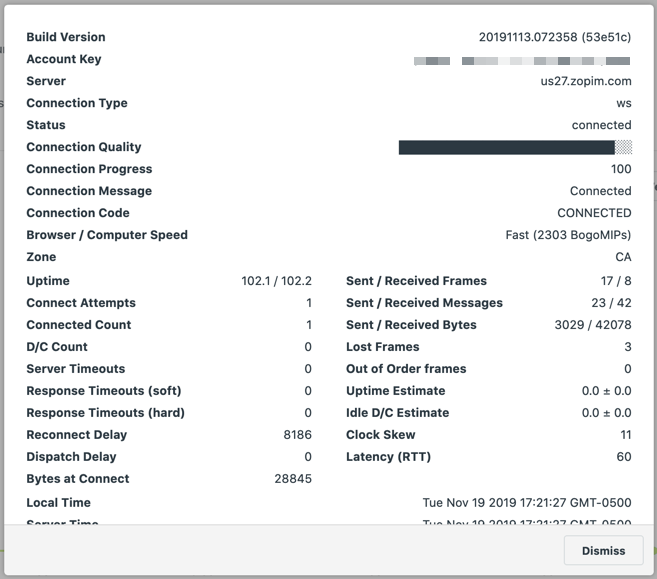 Build Version 20191113.072358 (53e51c)
Account Key
Server us27.zopim.com
Connection Type ws
Status connected
Connection Quality
Connection Progress 100
Connection Message Connected
Connection Code CONNECTED
Browser / Computer Speed Fast (2303 BogoMIPs)
Zone CA
Uptime 102.1 / 102.2 Sent / Received Frames 17 / 8
Connect Attempts 1 Sent / Received Messages 23 / 42
Connected Count 1 Sent / Received Bytes 3029 / 42078
D/C Count 0 Lost Frames 3
Server Timeouts 0 Out of Order frames 0
Response Timeouts (soft) 0 Uptime Estimate 0.0 ± 0.0
Response Timeouts (hard) 0 Idle D/C Estimate 0.0 ± 0.0
Reconnect Delay 8186 Clock Skew 11
Dispatch Delay 0 Latency (RTT) 60
Bytes at Connect 28845
Local Time Tue Nov 19 2019 17:21:27 GMT-0500
Server Time Tue Nov 19 2019 17:21:27 GMT-0500
Dismiss